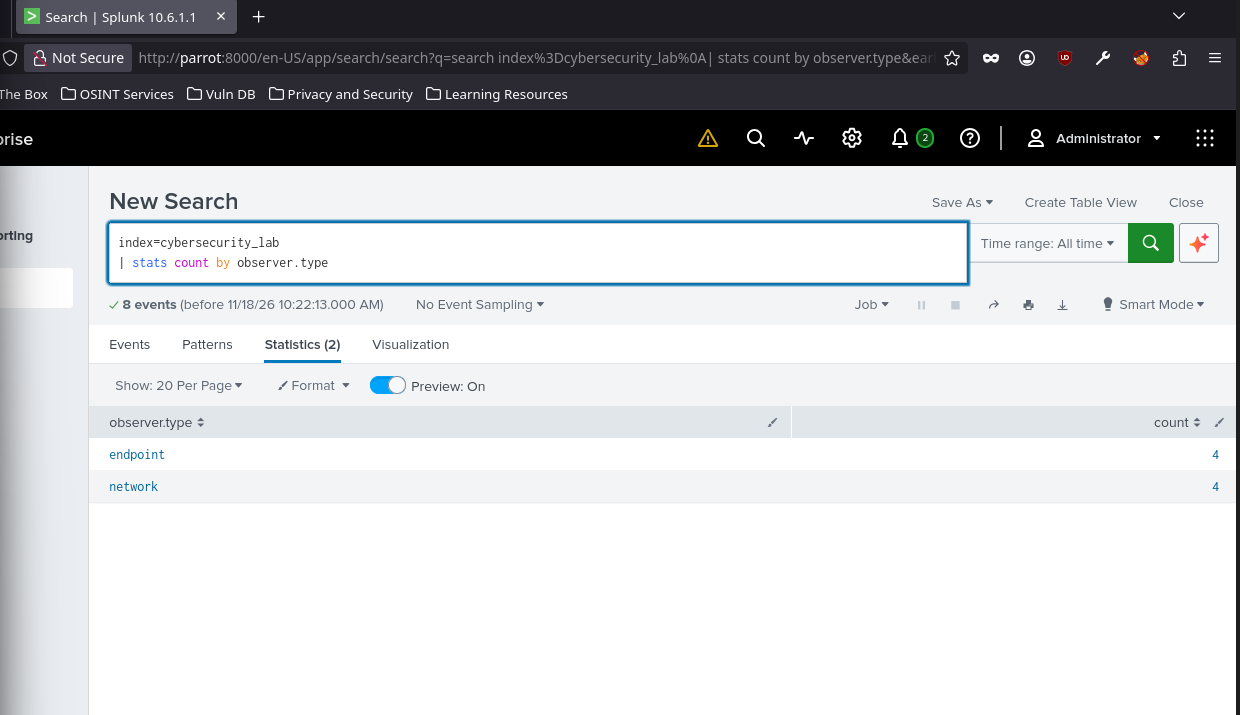 Search | Splunk 10.6.1.1
Not Secure http://parrot:8000/en-US/app/search/search?q=search index%3Dcybersecurity_lab%0A| stats count by observer.type&earl
The Box OSINT Services Vuln DB Privacy and Security Learning Resources
rise 2 Administrator
New Search Save As Create Table View Close
orting
index=cybersecurity_lab
| stats count by observer.type
Time range: All time
8 events (before 11/18/26 10:22:13.000 AM) No Event Sampling Job Smart Mode
Events Patterns Statistics (2) Visualization
Show: 20 Per Page Format Preview: On
observer.type count
endpoint 4
network 4